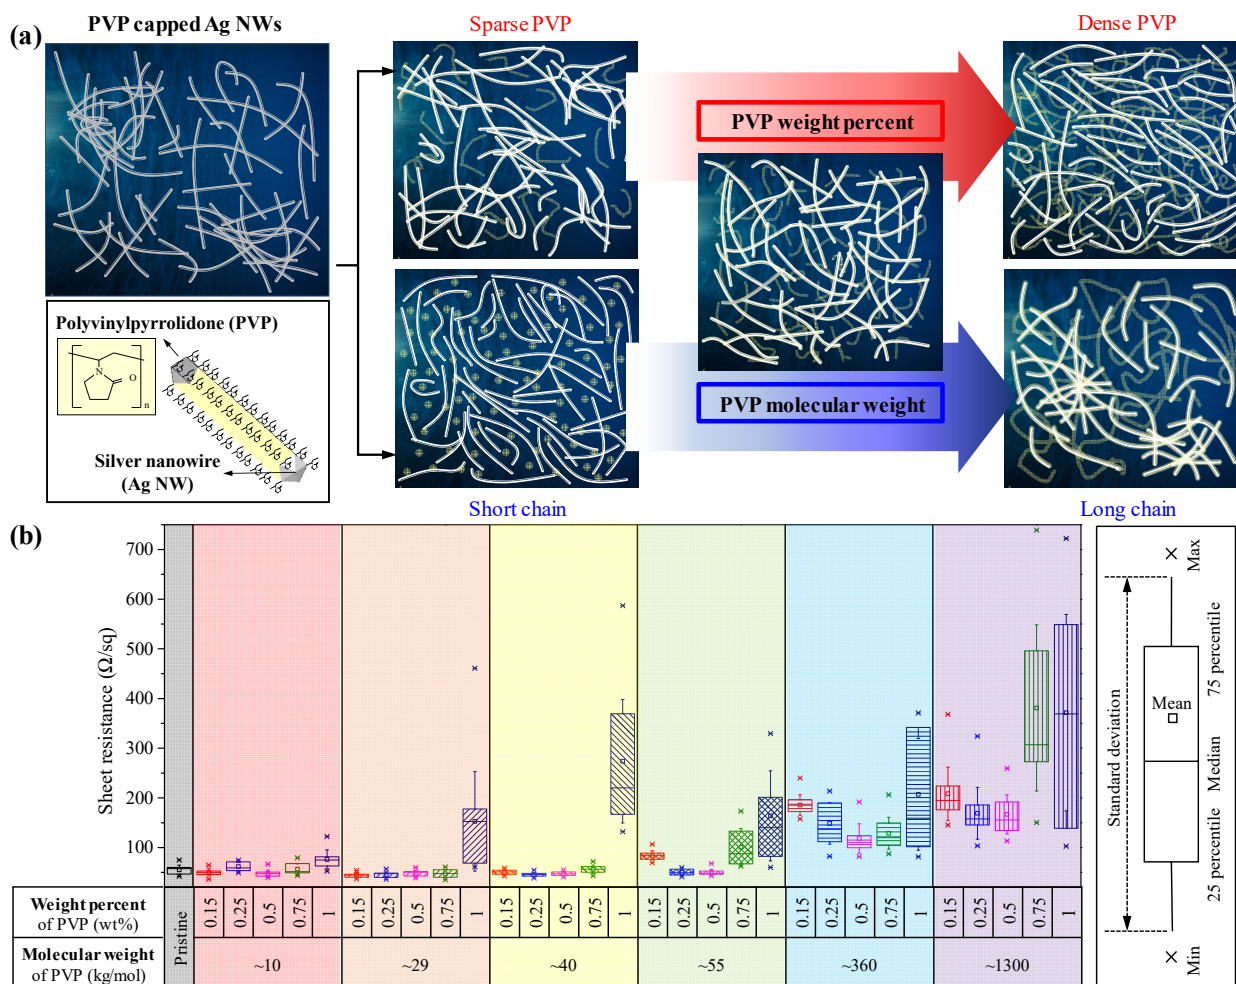 (a)
PVP capped Ag NWs
Sparse PVP
Dense PVP
PVP weight percent
PVP molecular weight
Polyvinylpyrrolidone (PVP)
N
O
n
Silver nanowire
(Ag NW)
Short chain
Long chain
(b)
Sheet resistance (Ω/sq)
700
600
500
400
300
200
100
Weight percent
of PVP (wt%)
Pristine
0.15
0.25
0.5
0.75
1
0.15
0.25
0.5
0.75
1
0.15
0.25
0.5
0.75
1
0.15
0.25
0.5
0.75
1
0.15
0.25
0.5
0.75
1
0.15
0.25
0.5
0.75
1
Molecular weight
of PVP (kg/mol)
~10
~29
~40
~55
~360
~1300
Max
Standard deviation
75 percentile
Mean
Median
25 percentile
Min